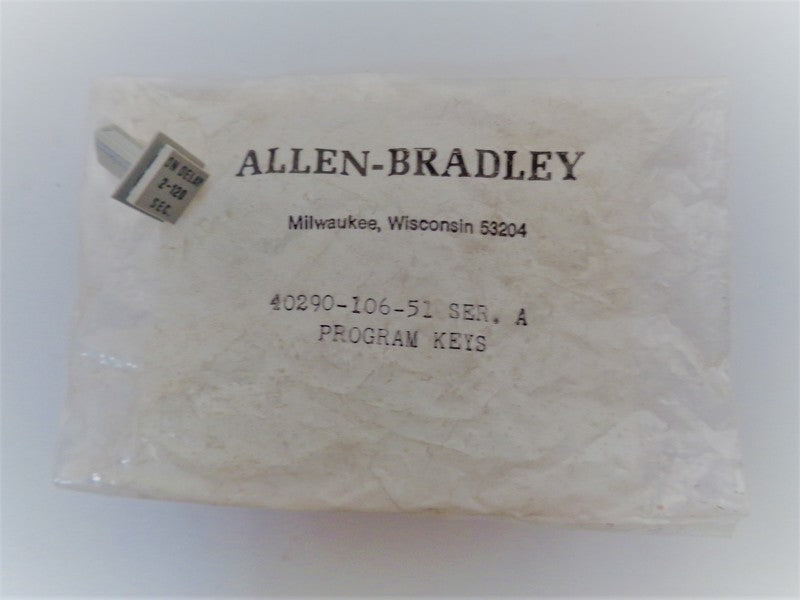 ON DELAY
2-120
SEC.
ALLEN-BRADLEY
Milwaukee, Wisconsin 53204
40290-106-51 SER. A
PROGRAM KEYS